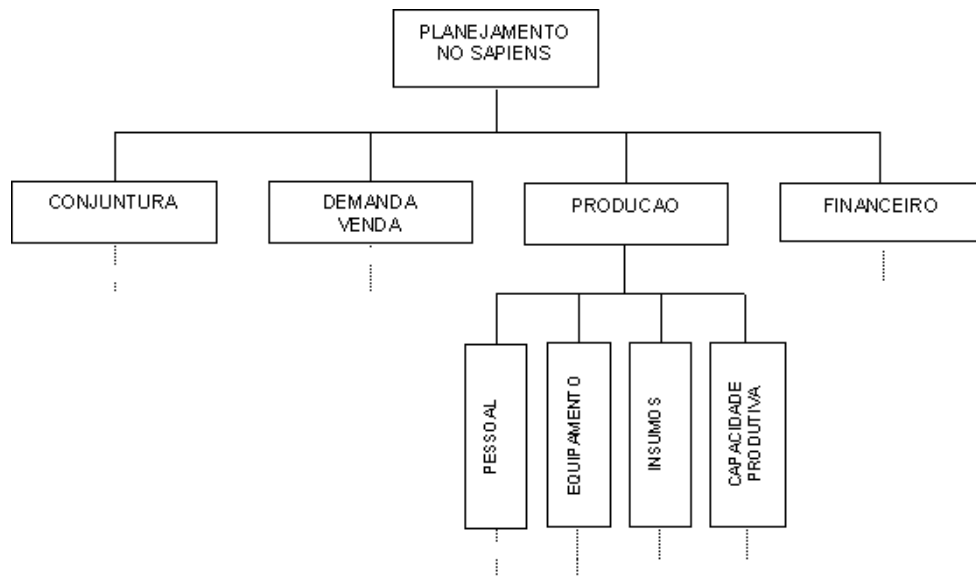 PLANEJAMENTO
NO SAPIENS
CONJUNTURA
DEMANDA
VENDA
PRODUCAO
FINANCEIRO
PESSOAL
EQUIPAMENTO
INSUMOS
CAPACIDADE
PRODUTIVA